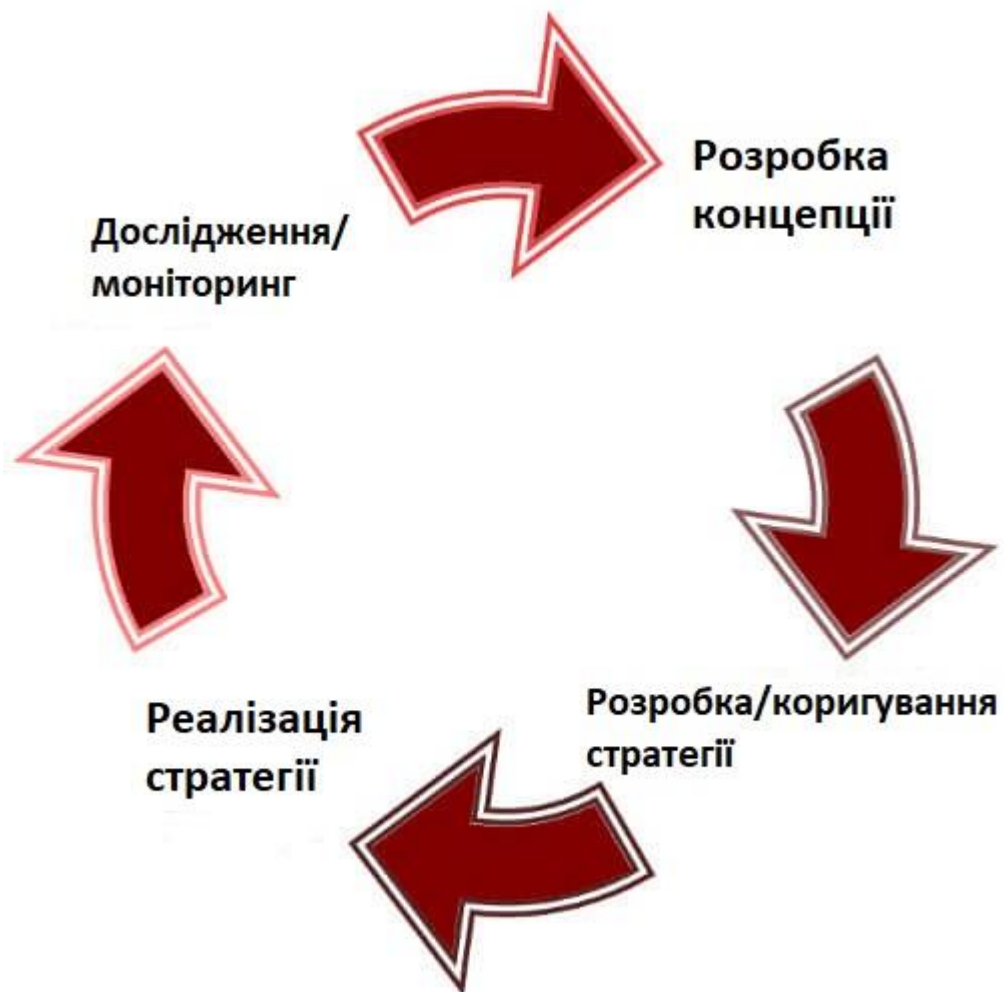 Дослідження/
моніторинг
Розробка
концепції
Розробка/коригування
стратегії
Реалізація
стратегії